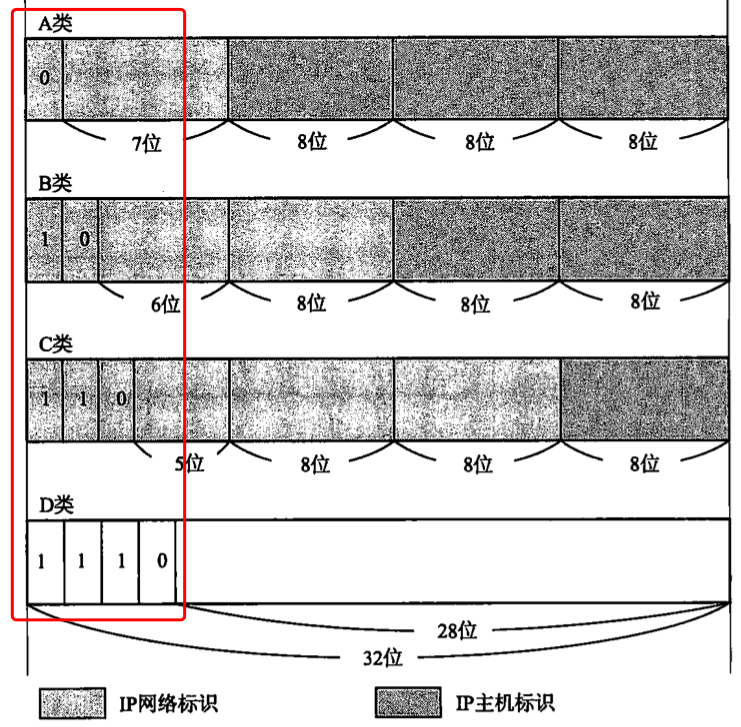 A类
0
7位 8位 8位 8位
B类
1 0
6位 8位 8位 8位
C类
1 1 0
5位 8位 8位 8位
D类
1 1 1 0
28位
32位
IP网络标识 IP主机标识